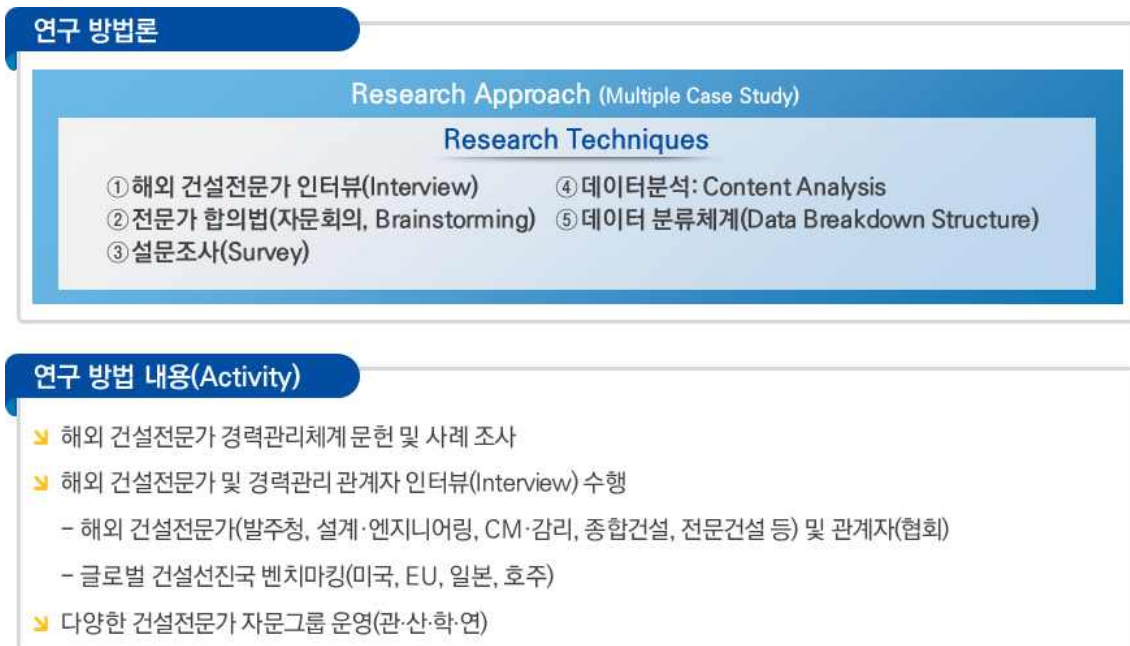 연구 방법론
Research Approach (Multiple Case Study)
Research Techniques
①해외 건설전문가 인터뷰(Interview)
②전문가 합의법(자문회의, Brainstorming)
③설문조사(Survey)
④데이터분석: Content Analysis
⑤데이터 분류체계(Data Breakdown Structure)
연구 방법 내용(Activity)
해외 건설전문가 경력관리체계 문헌 및 사례 조사
해외 건설전문가 및 경력관리 관계자 인터뷰(Interview) 수행
- 해외 건설전문가(발주청, 설계·엔지니어링, CM·감리, 종합건설, 전문건설 등) 및 관계자(협회)
- 글로벌 건설선진국 벤치마킹(미국, EU, 일본, 호주)
다양한 건설전문가 자문그룹 운영(관·산·학·연)